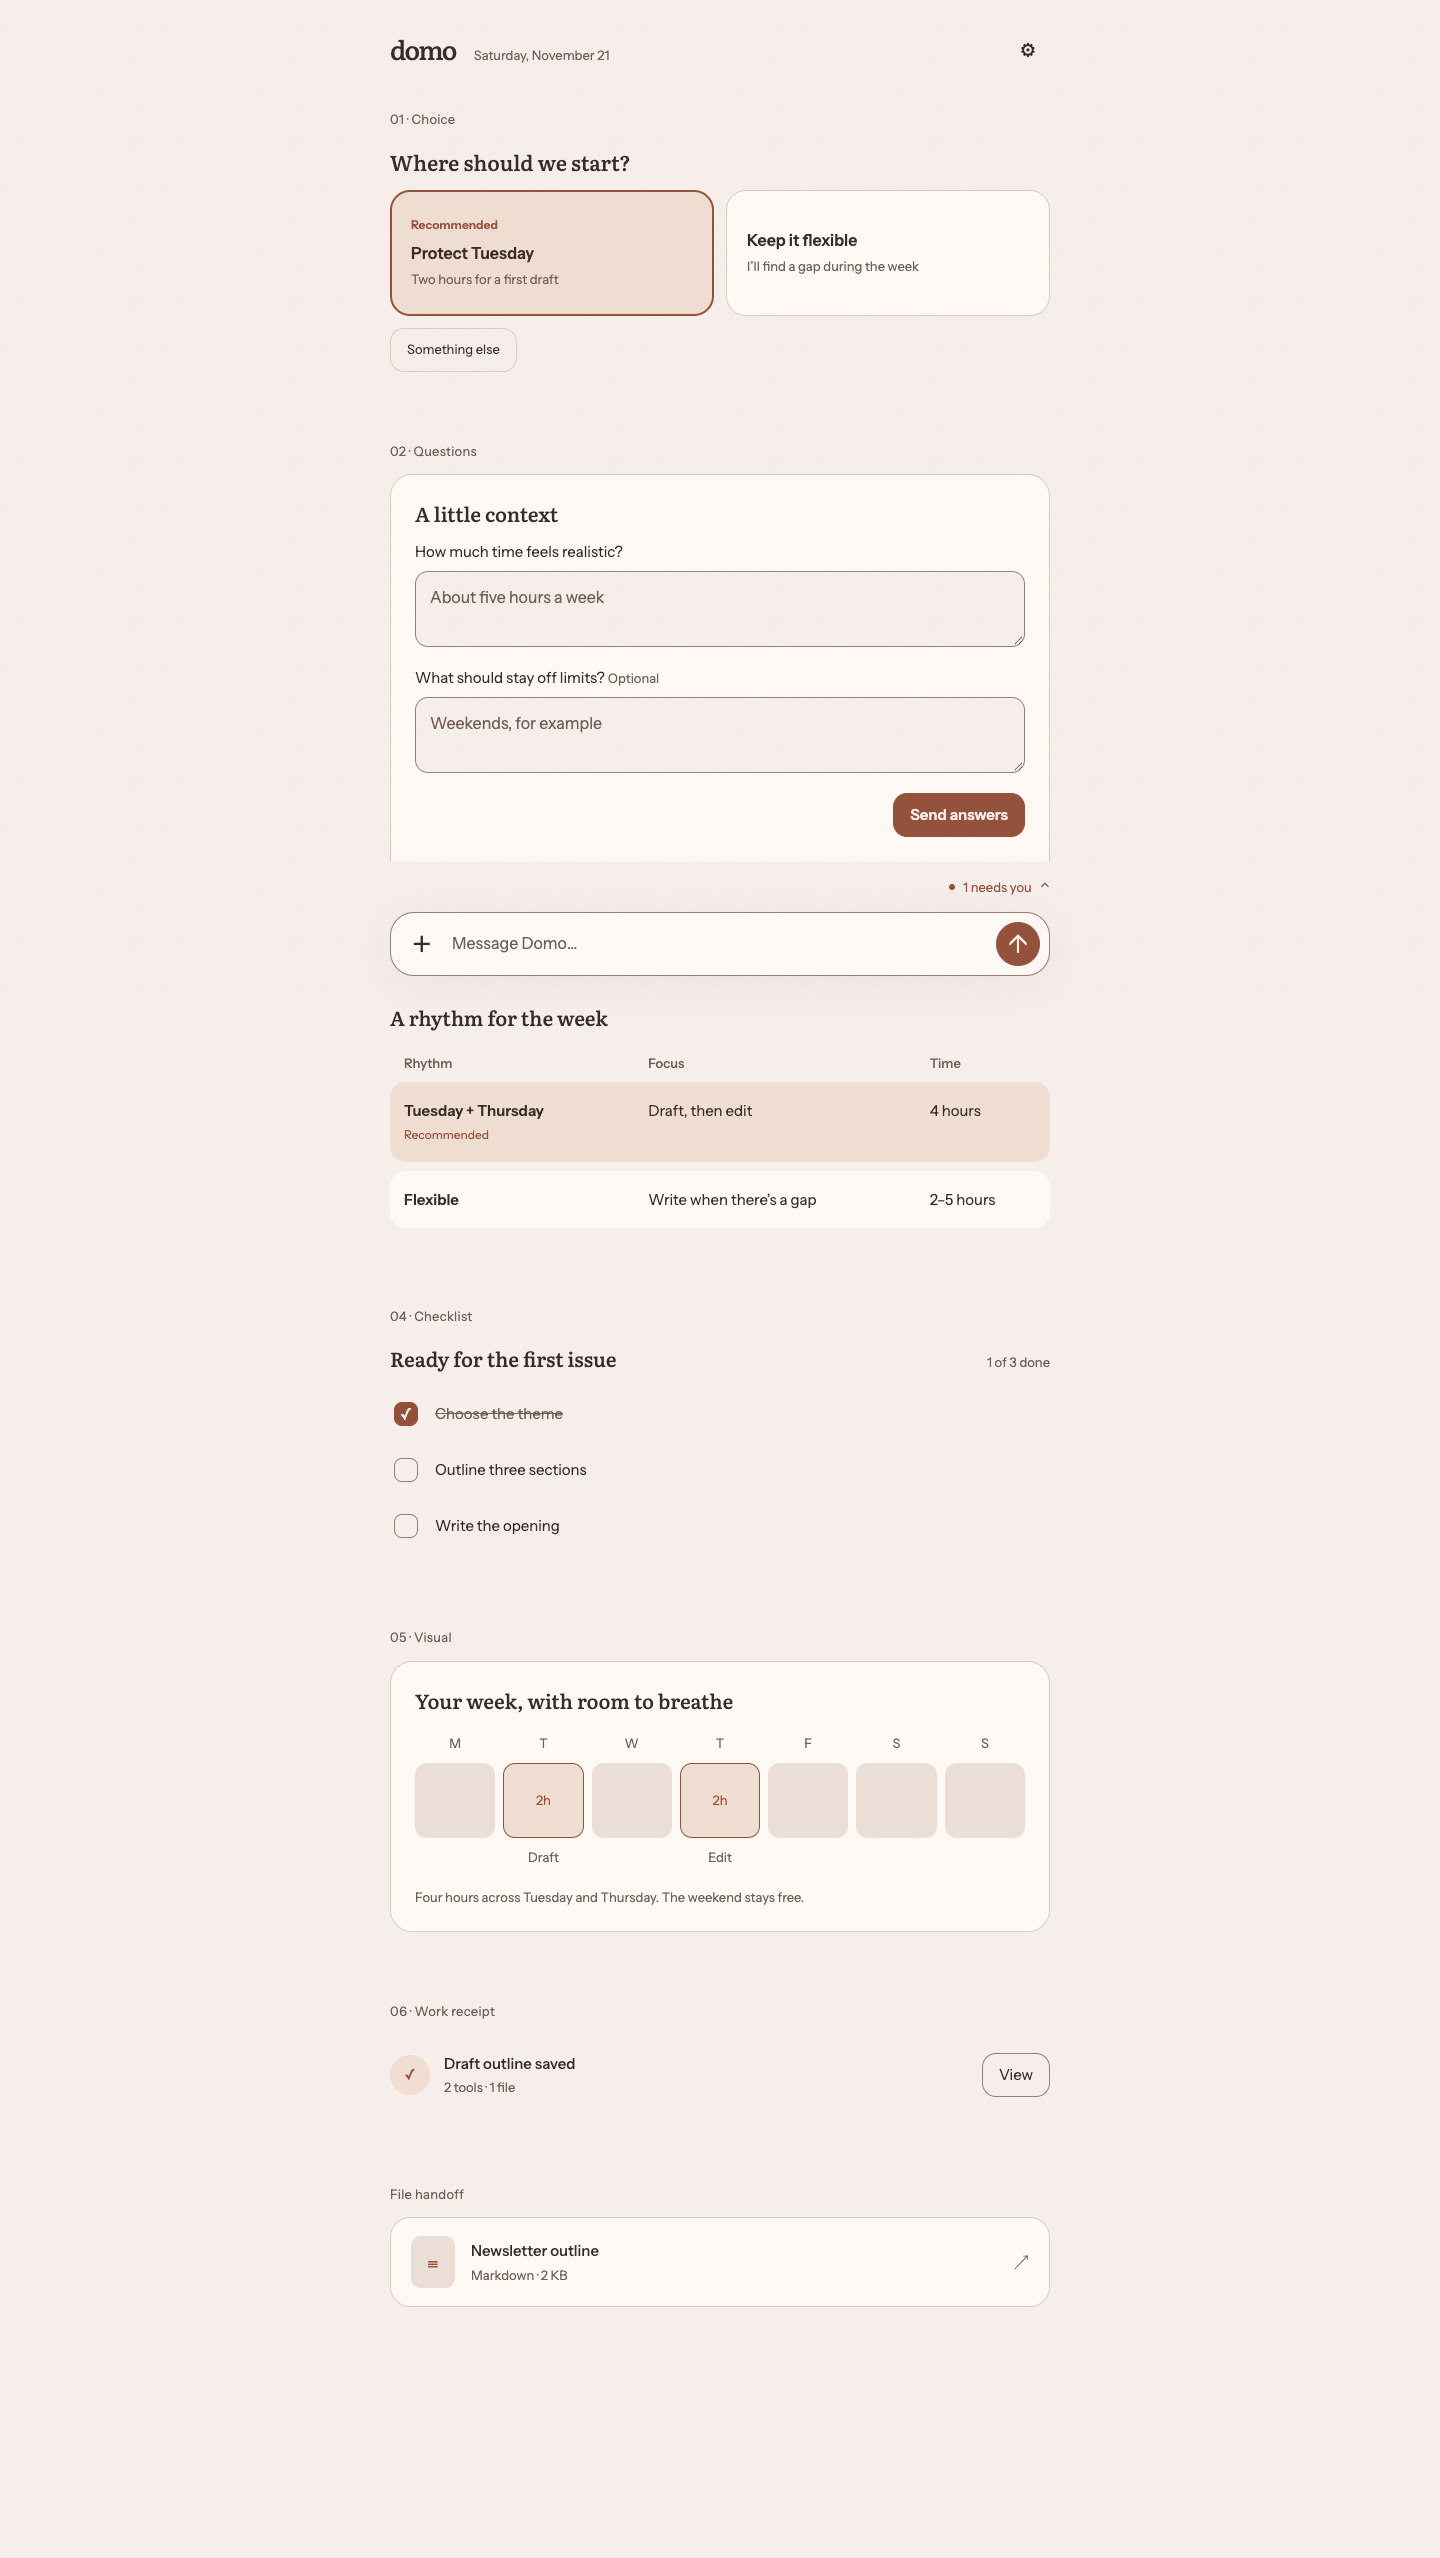 domo
Saturday, November 21
01 · Choice
Where should we start?
Recommended
Protect Tuesday
Two hours for a first draft
Keep it flexible
I'll find a gap during the week
Something else
02 · Questions
A little context
How much time feels realistic?
About five hours a week
What should stay off limits? Optional
Weekends, for example
Send answers
1 needs you
Message Domo...
A rhythm for the week
Rhythm Focus Time
Tuesday + Thursday Draft, then edit 4 hours
Recommended
Flexible Write when there's a gap 2–5 hours
04 · Checklist
Ready for the first issue
1 of 3 done
Choose the theme
Outline three sections
Write the opening
05 · Visual
Your week, with room to breathe
M T W T F S S
2h 2h
Draft Edit
Four hours across Tuesday and Thursday. The weekend stays free.
06 · Work receipt
Draft outline saved
2 tools · 1 file
View
File handoff
Newsletter outline
Markdown · 2 KB